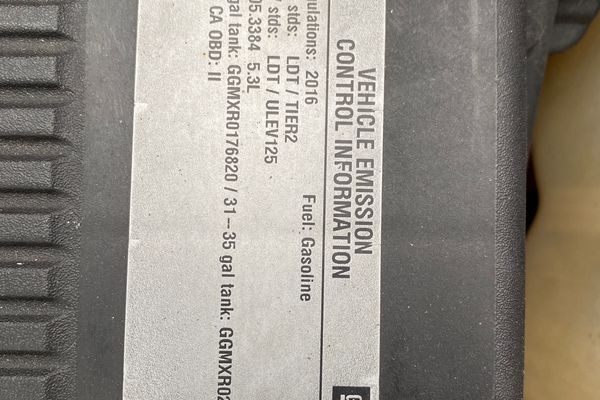 VEHICLE EMISSION
CONTROL INFORMATION
Fuel: Gasoline
ulations: 2016
stds: LDT / TIER2
stds: LDT / ULEV125
05.3384 5.3L
gal tank: GGMXR0176820 / 31–35 gal tank: GGMXR02
CA OBD: II